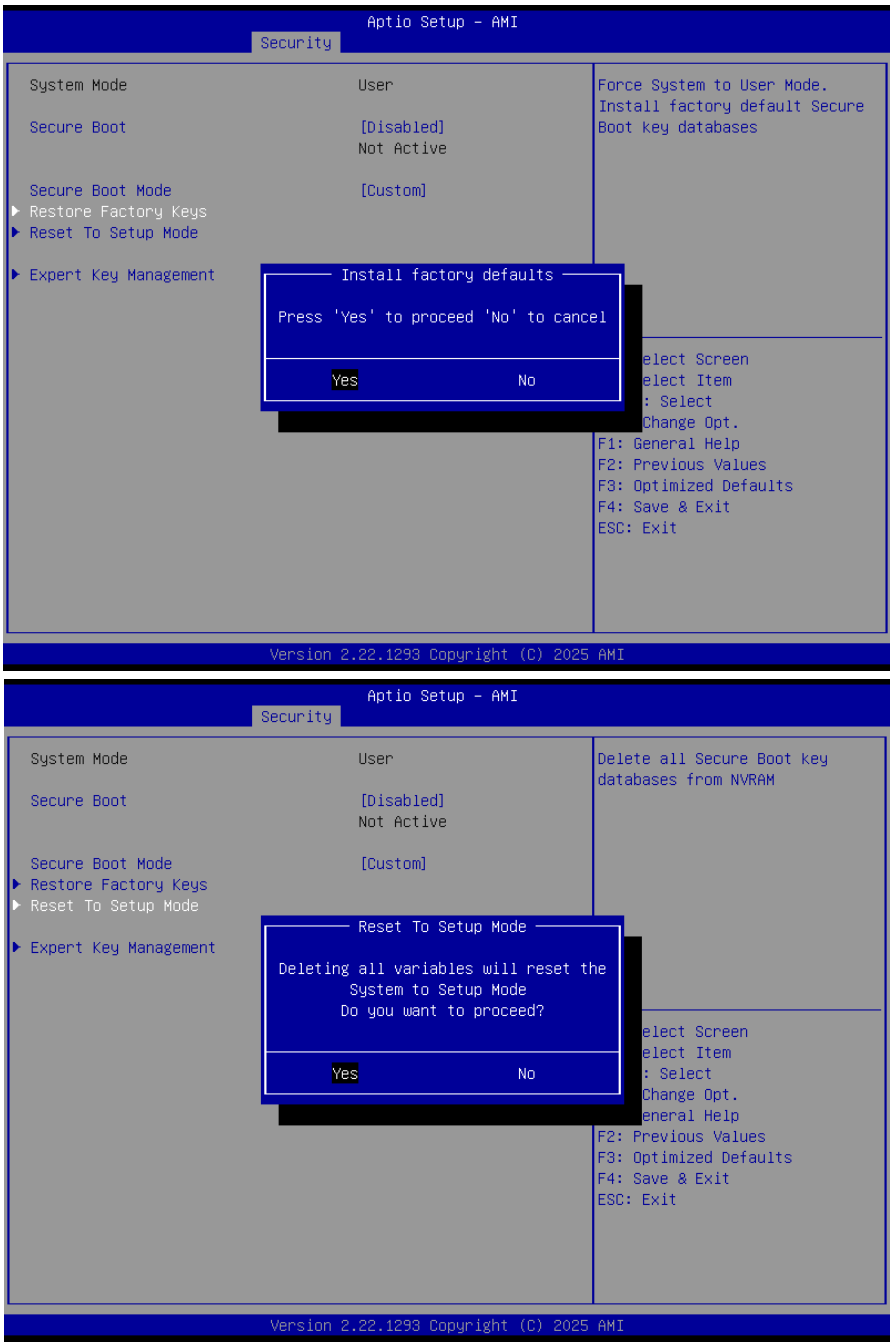 Aptio Setup - AMI
Security
System Mode User
Secure Boot [Disabled]
Not Active
Secure Boot Mode [Custom]
Restore Factory Keys
Reset To Setup Mode
Expert Key Management
Force System to User Mode.
Install factory default Secure
Boot key databases
Install factory defaults
Press 'Yes' to proceed 'No' to cancel
Yes No
elect Screen
elect Item
: Select
Change Opt.
F1: General Help
F2: Previous Values
F3: Optimized Defaults
F4: Save & Exit
ESC: Exit
Version 2.22.1293 Copyright (C) 2025 AMI
Aptio Setup - AMI
Security
System Mode User
Secure Boot [Disabled]
Not Active
Secure Boot Mode [Custom]
Restore Factory Keys
Reset To Setup Mode
Expert Key Management
Delete all Secure Boot key
databases from NVRAM
Reset To Setup Mode
Deleting all variables will reset the
System to Setup Mode
Do you want to proceed?
Yes No
elect Screen
elect Item
: Select
Change Opt.
eneral Help
F2: Previous Values
F3: Optimized Defaults
F4: Save & Exit
ESC: Exit
Version 2.22.1293 Copyright (C) 2025 AMI